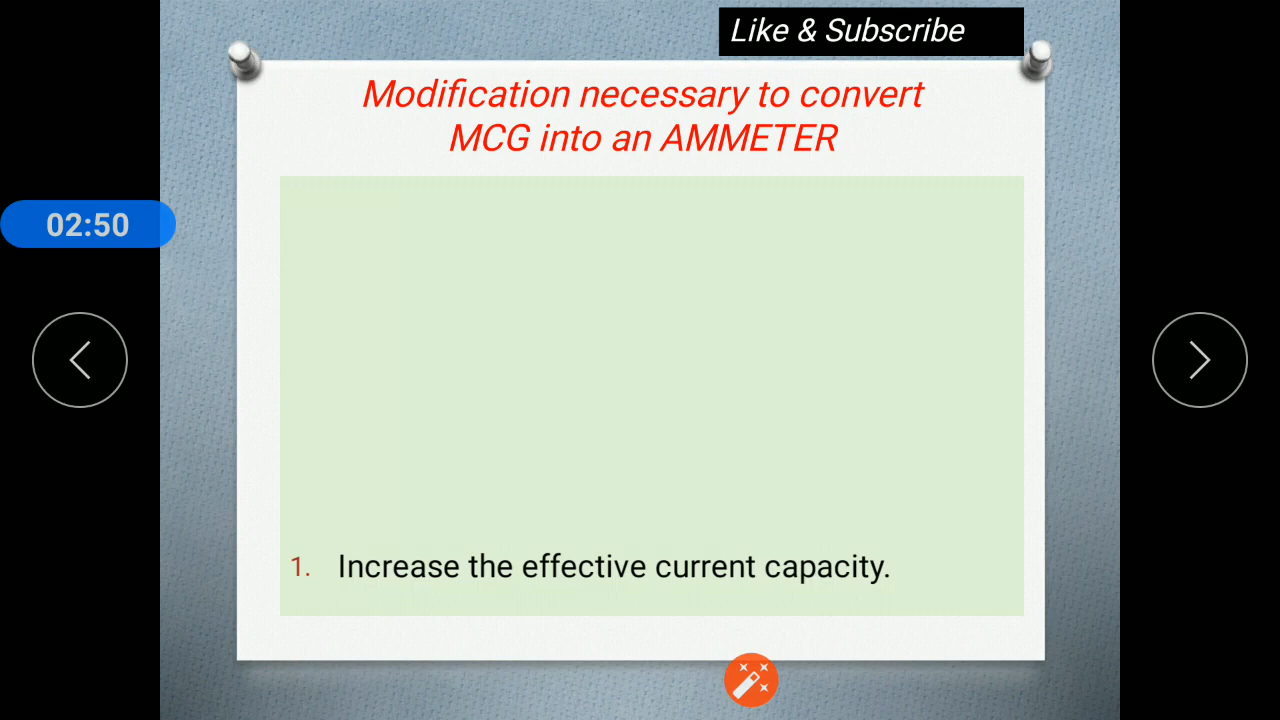 Like & Subscribe
Modification necessary to convert
MCG into an AMMETER
02:50
1. Increase the effective current capacity.